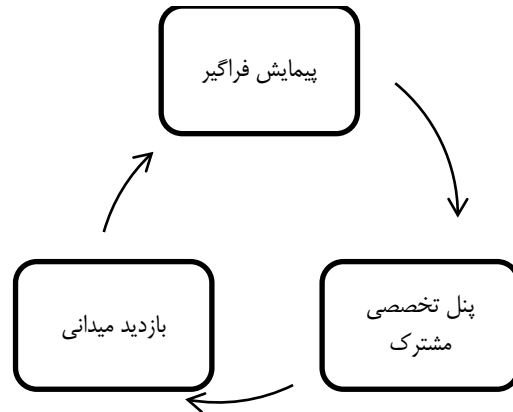 پیمایش فراگیر
پنل تخصصی
مشترک
بازدید میدانی